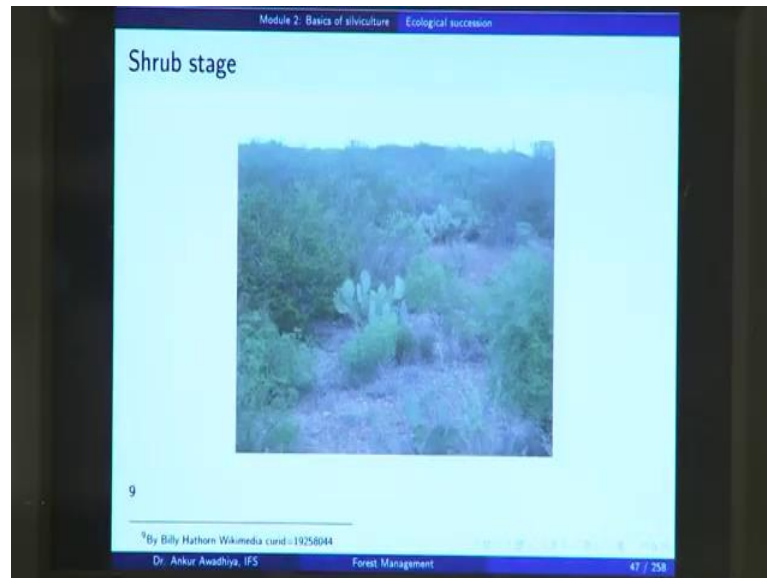 Module 2: Basics of silviculture Ecological succession
Shrub stage
9
9By Billy Hathorn Wikimedia curid=19258044
Dr. Ankur Awadhiya, IFS Forest Management 47 / 258